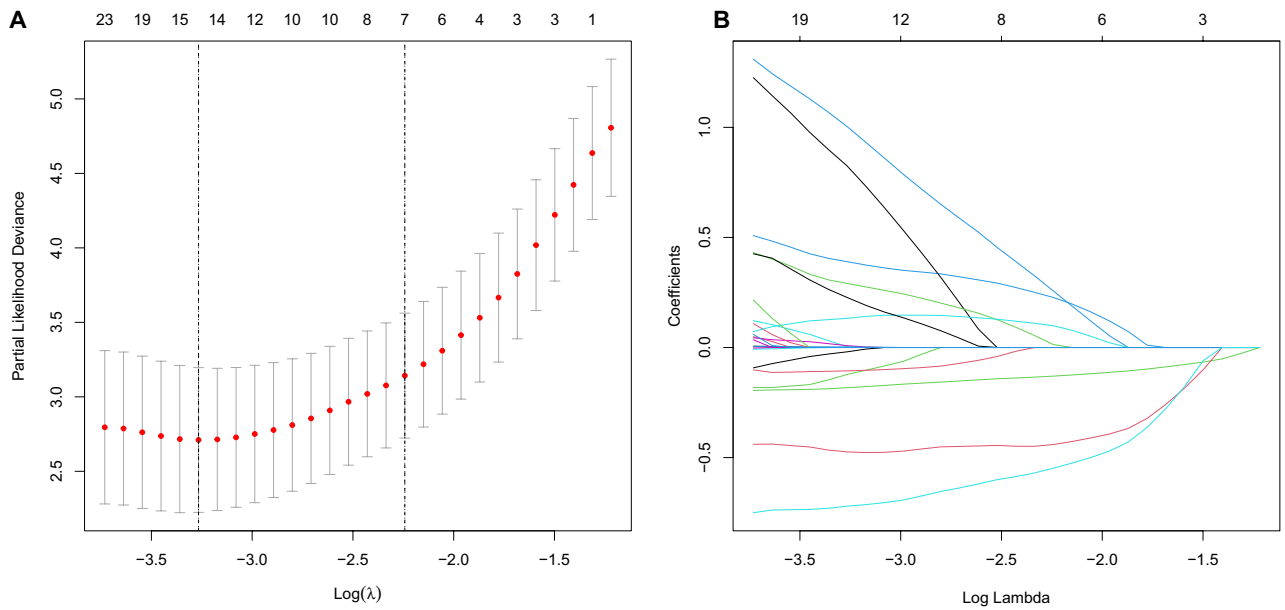 A
23 19 15 14 12 10 10 8 7 6 4 3 3 1
5.0
4.5
4.0
3.5
3.0
2.5
Partial Likelihood Deviance
−3.5 −3.0 −2.5 −2.0 −1.5
Log(λ)
B
19 12 8 6 3
1.0
0.5
0.0
−0.5
Coefficients
−3.5 −3.0 −2.5 −2.0 −1.5
Log Lambda